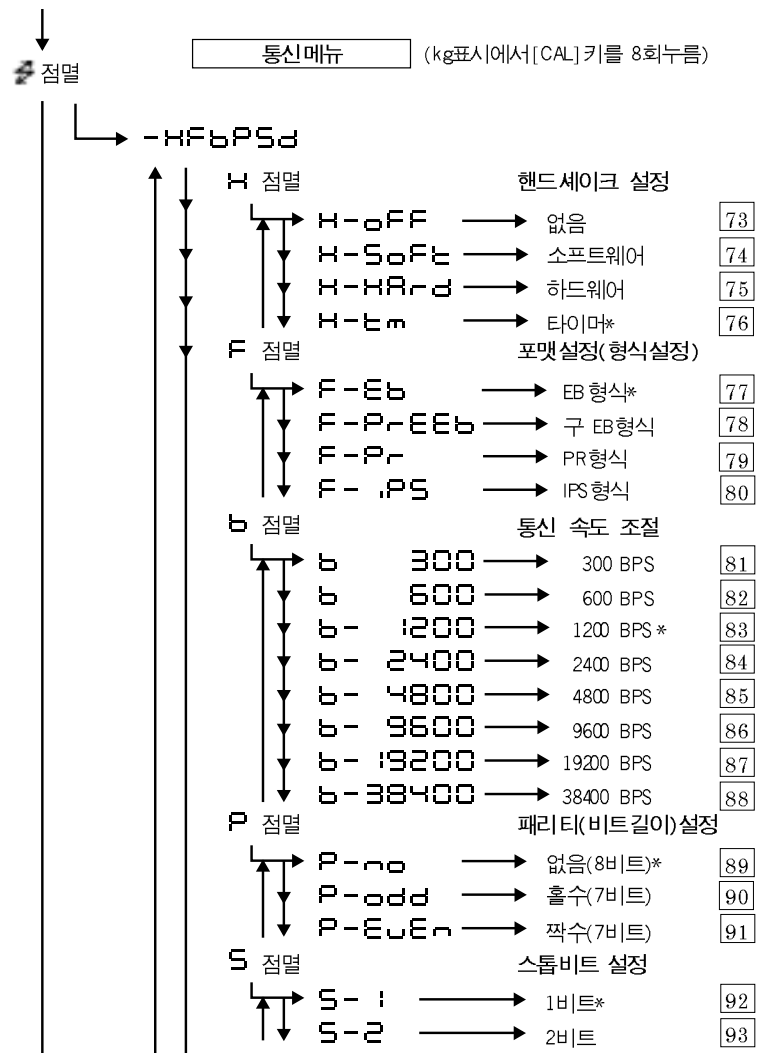 통신메뉴 (kg표시에서[CAL]키를 8회누름)
점멸
-HFbPSd
H 점멸 핸드셰이크 설정
H-oFF 없음 73
H-SoFt 소프트웨어 74
H-HArd 하드웨어 75
H-tm 타이머* 76
F 점멸 포맷설정(형식설정)
F-Eb EB형식* 77
F-PrEEb 구 EB형식 78
F-Pr PR형식 79
F-iPS IPS형식 80
b 점멸 통신 속도 조절
b 300 300 BPS 81
b 600 600 BPS 82
b- 1200 1200 BPS* 83
b- 2400 2400 BPS 84
b- 4800 4800 BPS 85
b- 9600 9600 BPS 86
b-19200 19200 BPS 87
b-38400 38400 BPS 88
P 점멸 패리티(비트길이)설정
P-no 없음(8비트)* 89
P-odd 홀수(7비트) 90
P-EvEn 짝수(7비트) 91
S 점멸 스톱비트 설정
S-1 1비트* 92
S-2 2비트 93